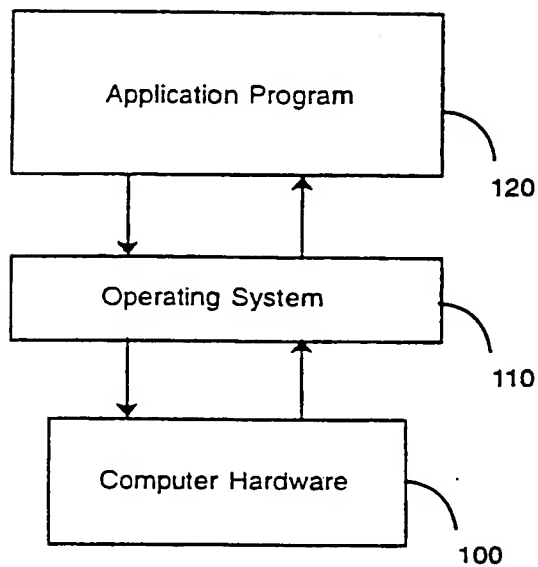 Application Program
120
Operating System
110
Computer Hardware
100